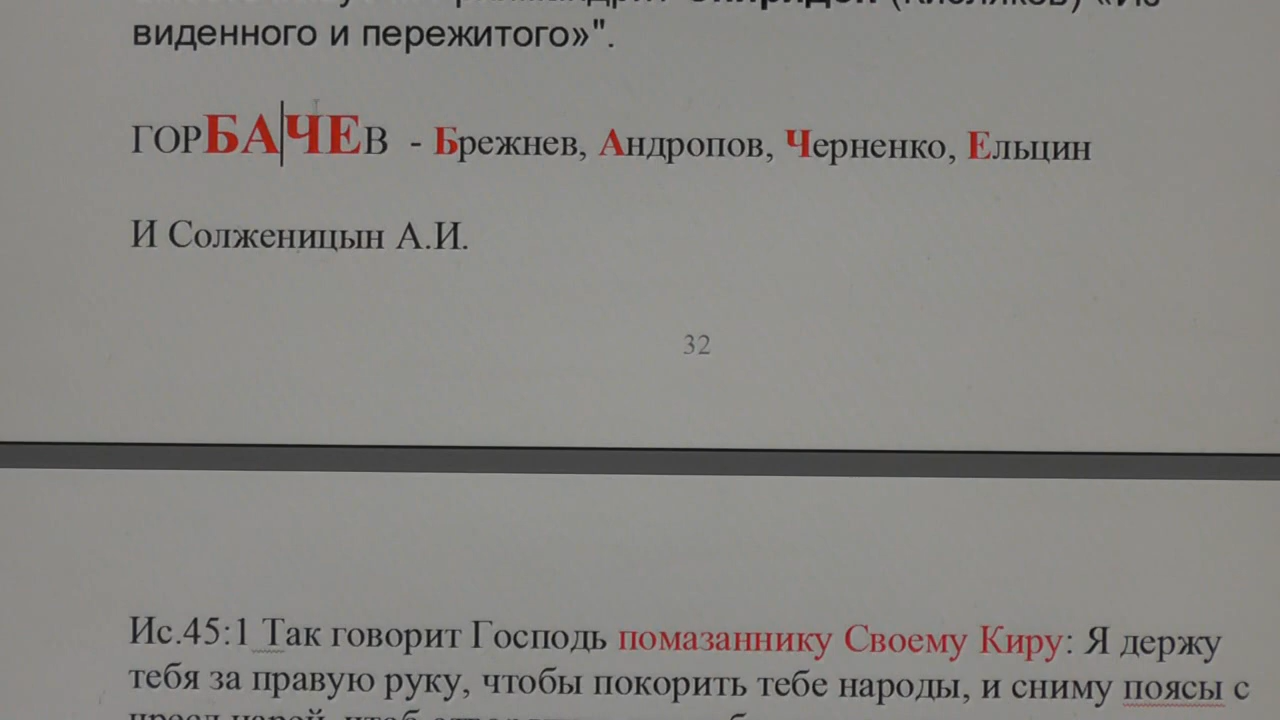 виденного и пережитого»".
ГОРБАЧЕВ - Брежнев, Андропов, Черненко, Ельцин
И Солженицын А.И.
32
Ис.45:1 Так говорит Господь помазаннику Своему Киру: Я держу
тебя за правую руку, чтобы покорить тебе народы, и сниму поясы с